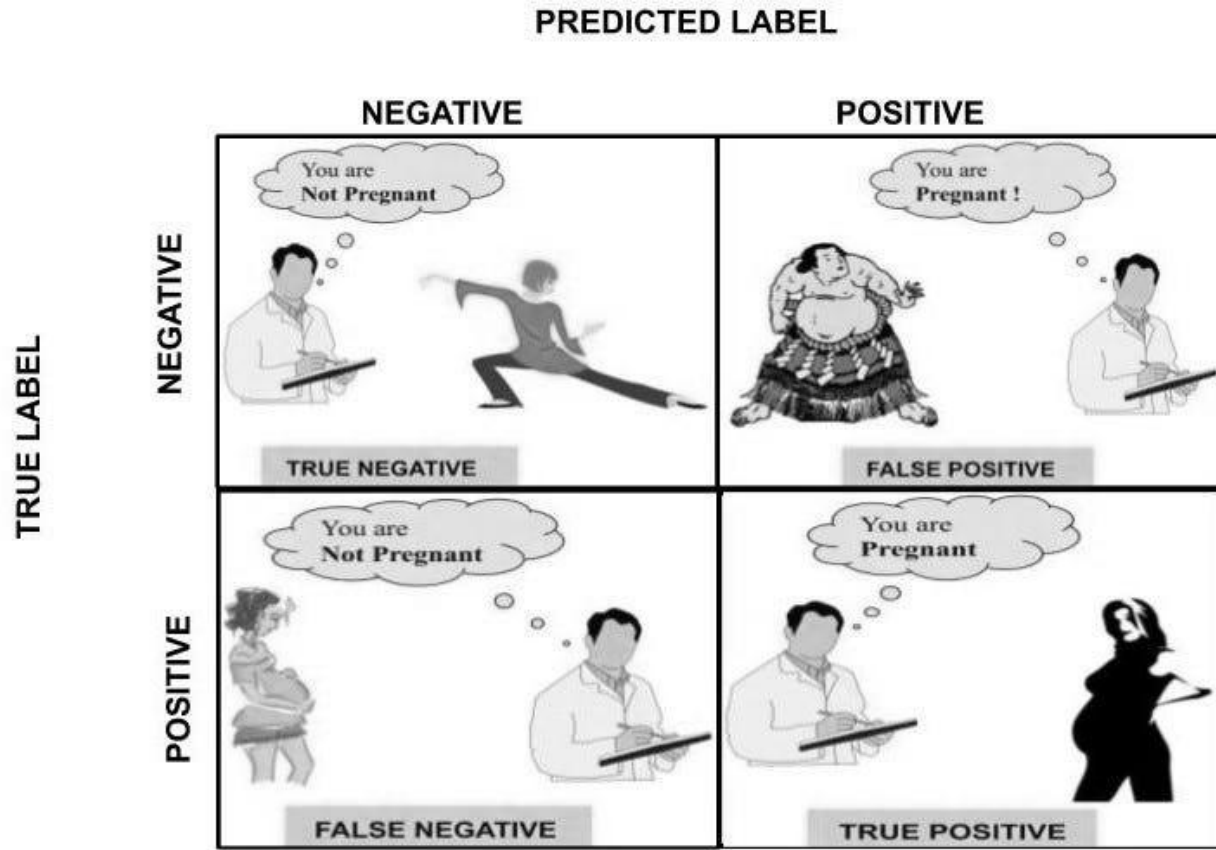 PREDICTED LABEL
NEGATIVE
POSITIVE
TRUE LABEL
NEGATIVE
You are
Not Pregnant
TRUE NEGATIVE
You are
Pregnant !
FALSE POSITIVE
POSITIVE
You are
Not Pregnant
FALSE NEGATIVE
You are
Pregnant
TRUE POSITIVE